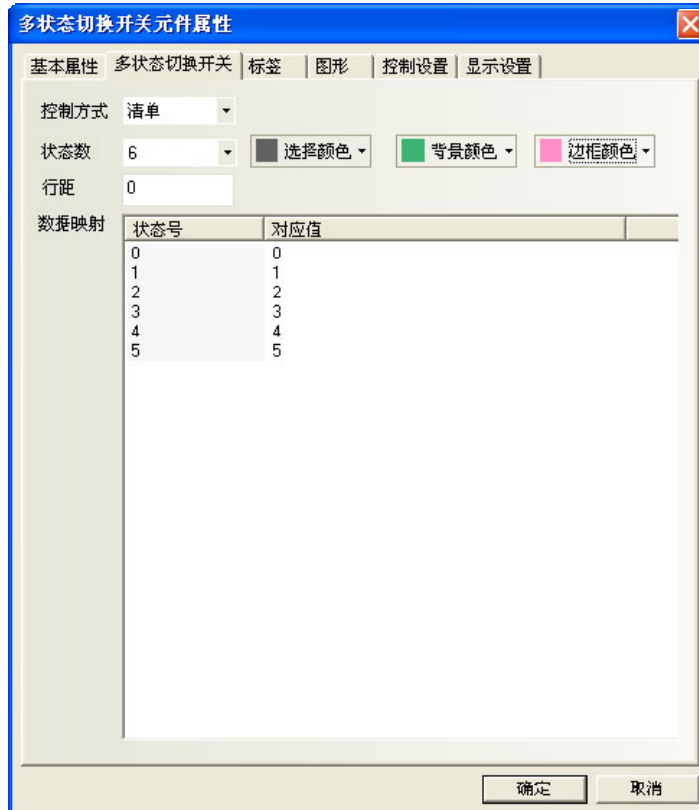 多状态切换开关元件属性
基本属性 多状态切换开关 标签 图形 控制设置 显示设置
控制方式 清单
状态数 6 选择颜色 背景颜色 边框颜色
行距 0
数据映射 状态号 对应值
0 0
1 1
2 2
3 3
4 4
5 5
确定 取消